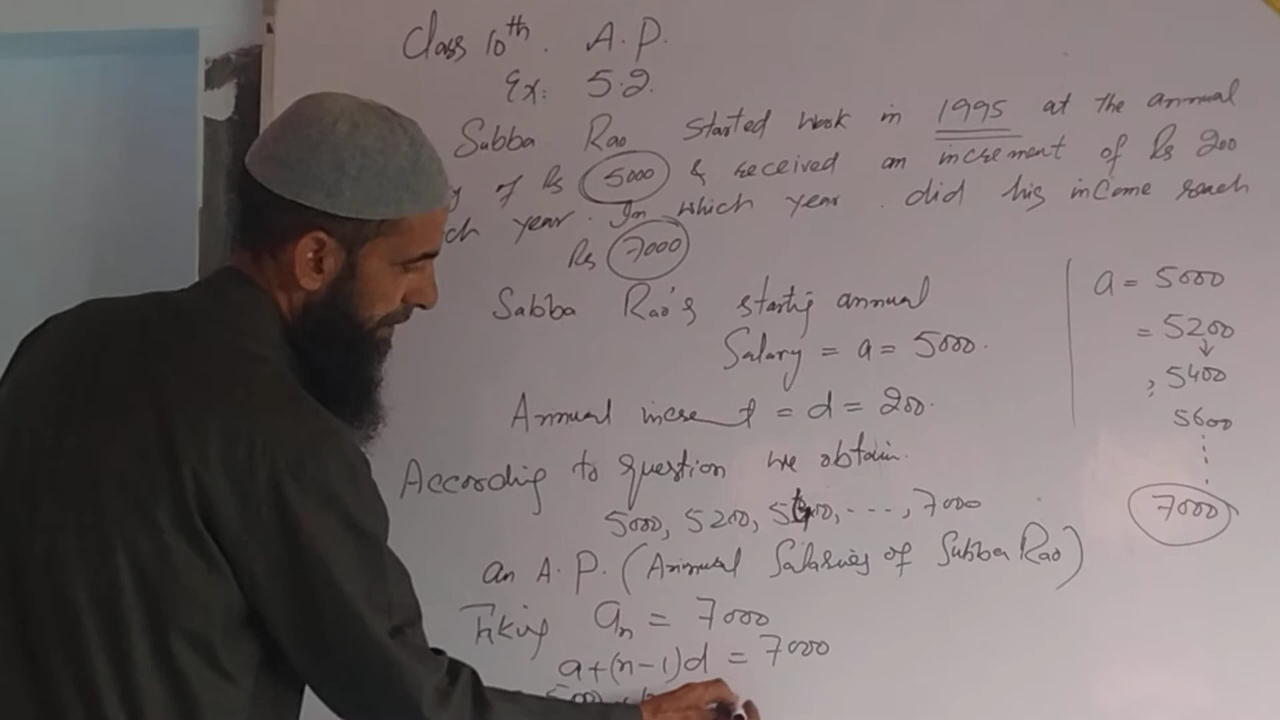 Class 10th. A.P.
Ex: 5.2.
Subba Rao started work in 1995 at the annual
of Rs 5000 & received an increment of Rs 200
year. In which year. did his income reach
Rs 7000
Subba Rao's starting annual
Salary = a = 5000.
Annual = d = 200.
According to question we obtain.
5000, 5200, 5400, ----, 7000
an A.P. (Annual Salaries of Subba Rao)
Taking an = 7000
a+(n-1)d = 7000
a = 5000
= 5200
, 5400
5600
7000